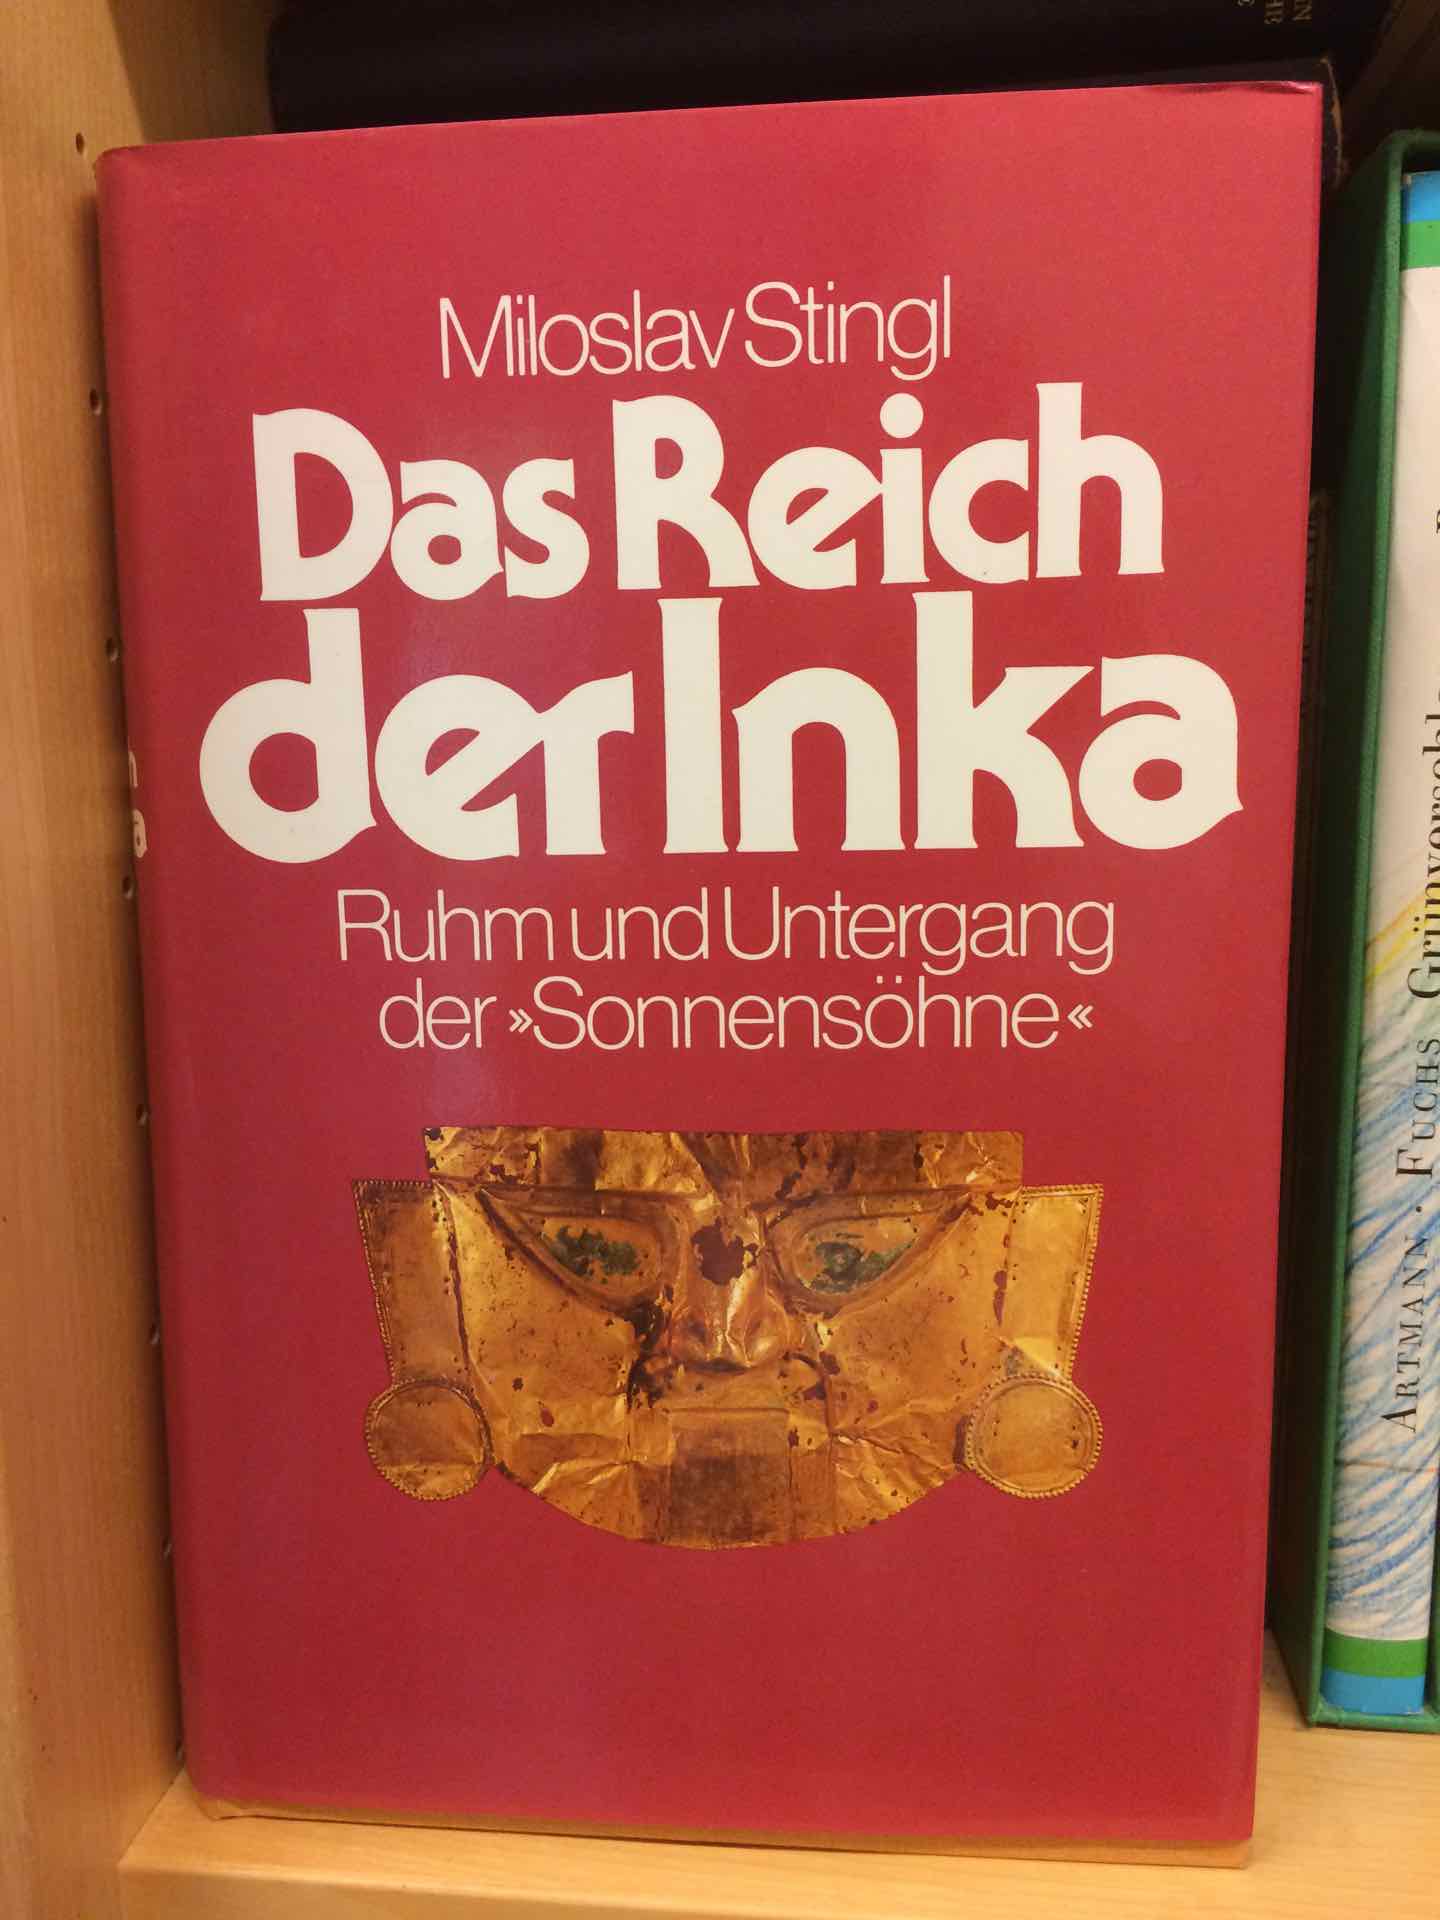 Miloslav Stingl
Das Reich
der Inka
Ruhm und Untergang
der »Sonnensöhne«
ARTMANN · FUCHS